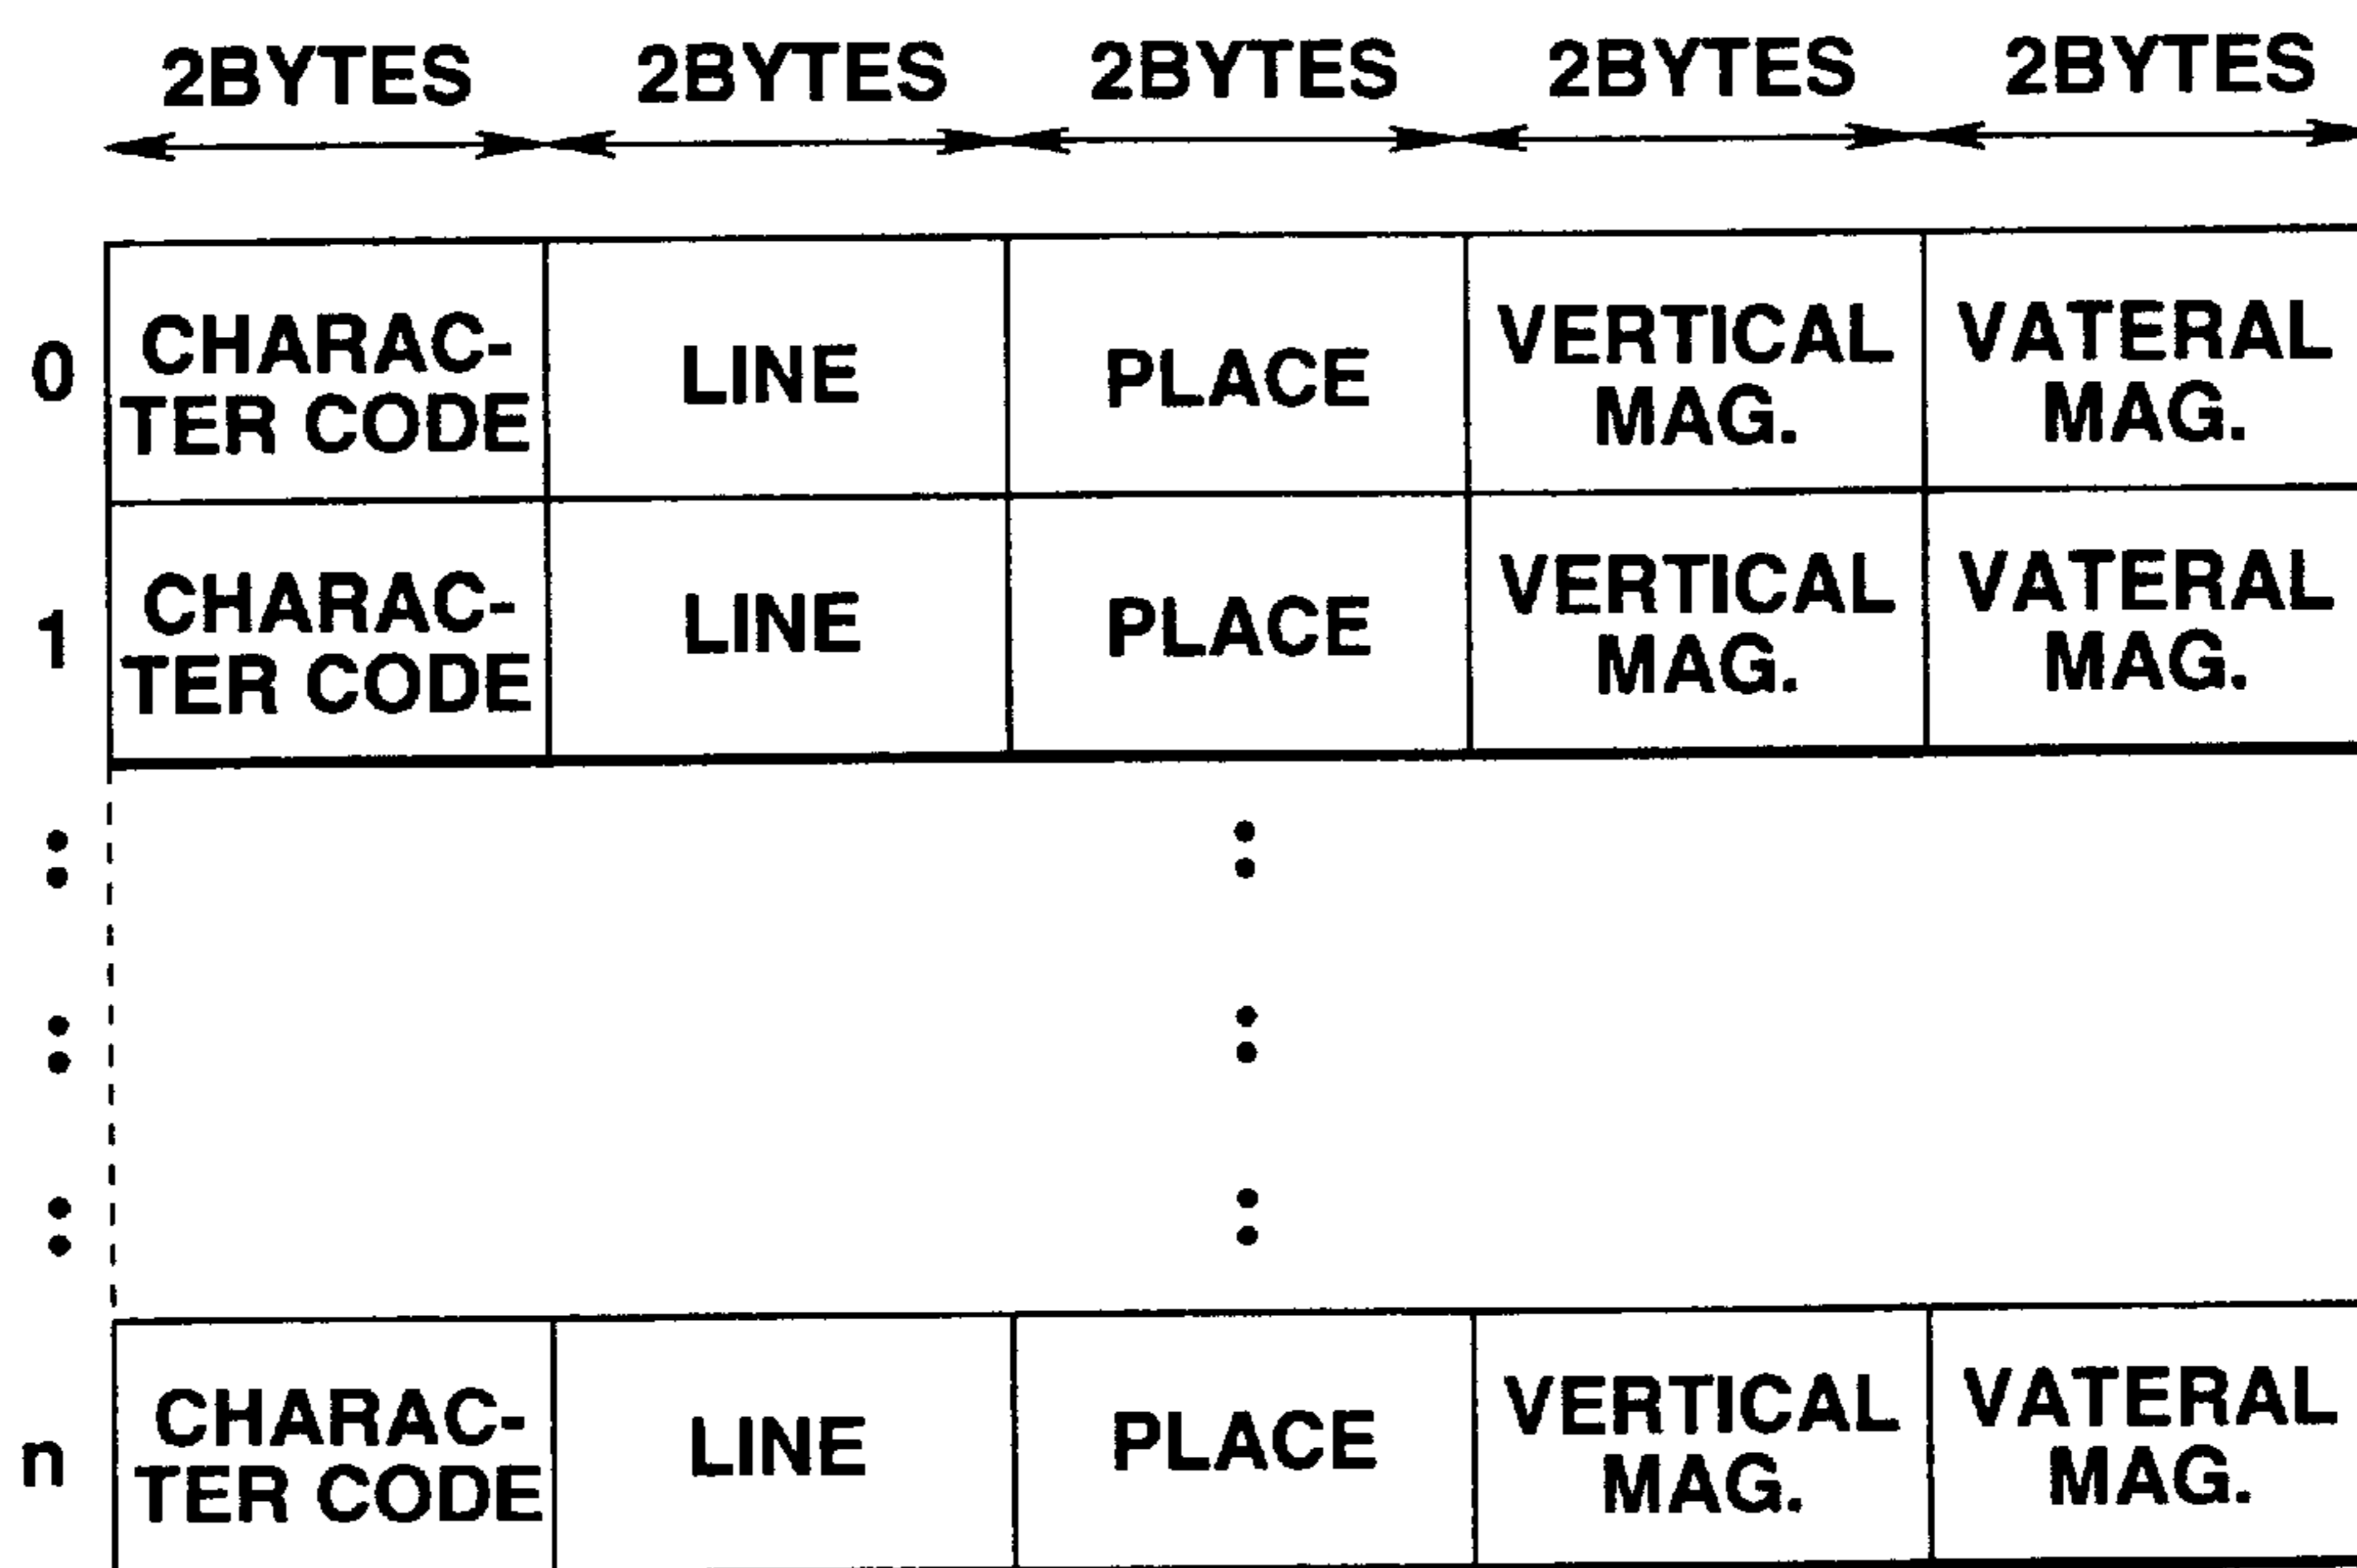 2BYTES 2BYTES 2BYTES 2BYTES 2BYTES
0 CHARAC-
TER CODE LINE PLACE VERTICAL
MAG. VATERAL
MAG.
1 CHARAC-
TER CODE LINE PLACE VERTICAL
MAG. VATERAL
MAG.
n CHARAC-
TER CODE LINE PLACE VERTICAL
MAG. VATERAL
MAG.